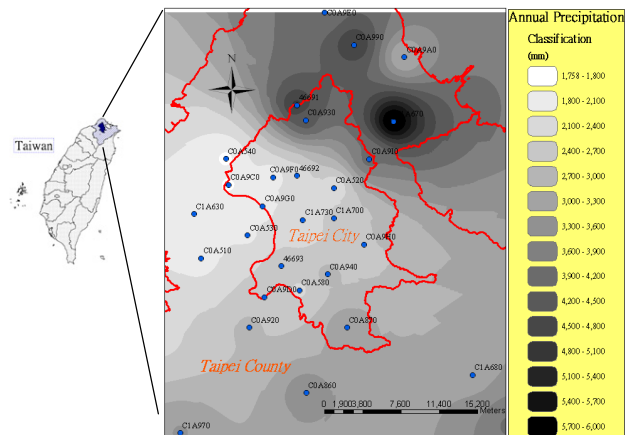 Taiwan
N
C0A9E0
C0A990
C0A9A0
46691
C0A930
C0A910
C0A540
C0A9F0
46692
C0A9C0
C0A520
C0A9G0
C1A630
C1A730
C1A700
C0A530
Taipei City
C0A510
46693
C0A940
C0A580
C0A9D0
C0A920
Taipei County
C1A680
C0A860
C1A970
0 1,900 3,800 7,600 11,400 15,200
Meters
Annual Precipitation
Classification
(mm)
1,758 - 1,800
1,800 - 2,100
2,100 - 2,400
2,400 - 2,700
2,700 - 3,000
3,000 - 3,300
3,300 - 3,600
3,600 - 3,900
3,900 - 4,200
4,200 - 4,500
4,500 - 4,800
4,800 - 5,100
5,100 - 5,400
5,400 - 5,700
5,700 - 6,000